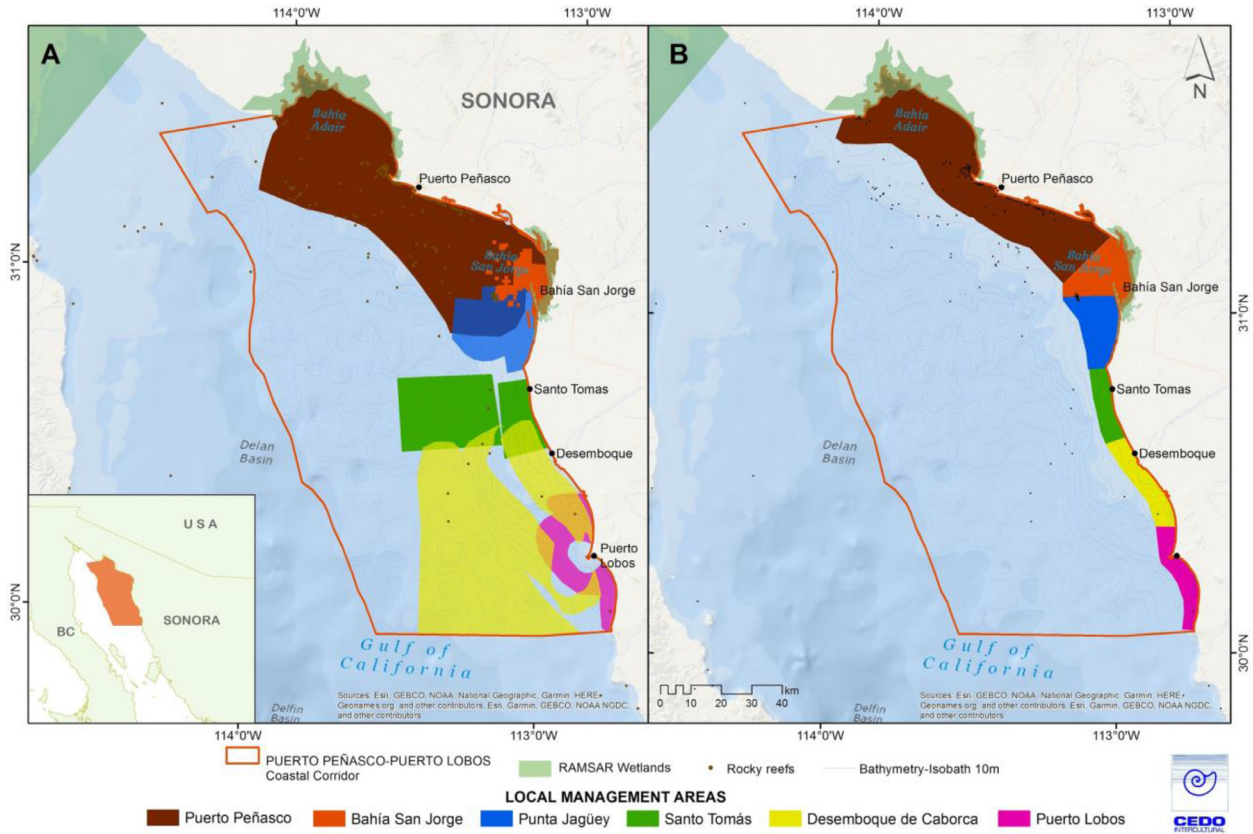 114°0'W 113°0'W 114°0'W 113°0'W
A
B
N
SONORA
Bahía
Adair
Puerto Peñasco
Bahía
San Jorge
Bahía San Jorge
Santo Tomas
Desemboque
Puerto
Lobos
Delan
Basin
Gulf of
California
Delfin
Basin
31°0'N
30°0'N
USA
BC
SONORA
Sources: Esri, GEBCO, NOAA, National Geographic, Garmin, HERE,
Geonames.org, and other contributors, Esri, Garmin, GEBCO, NOAA NGDC,
and other contributors
Bahía
Adair
Puerto Peñasco
Bahía
San Jorge
Bahía San Jorge
Santo Tomas
Desemboque
Delan
Basin
Gulf of
California
Delfin
Basin
31°0'N
30°0'N
km
0 10 20 30 40
Sources: Esri, GEBCO, NOAA, National Geographic, Garmin, HERE,
Geonames.org, and other contributors, Esri, Garmin, GEBCO, NOAA NGDC,
and other contributors
114°0'W 113°0'W 114°0'W 113°0'W
PUERTO PEÑASCO-PUERTO LOBOS
Coastal Corridor
RAMSAR Wetlands
Rocky reefs
Bathymetry-Isobath 10m
LOCAL MANAGEMENT AREAS
Puerto Peñasco
Bahía San Jorge
Punta Jagüey
Santo Tomás
Desemboque de Caborca
Puerto Lobos
CEDO
INTERCULTURAL